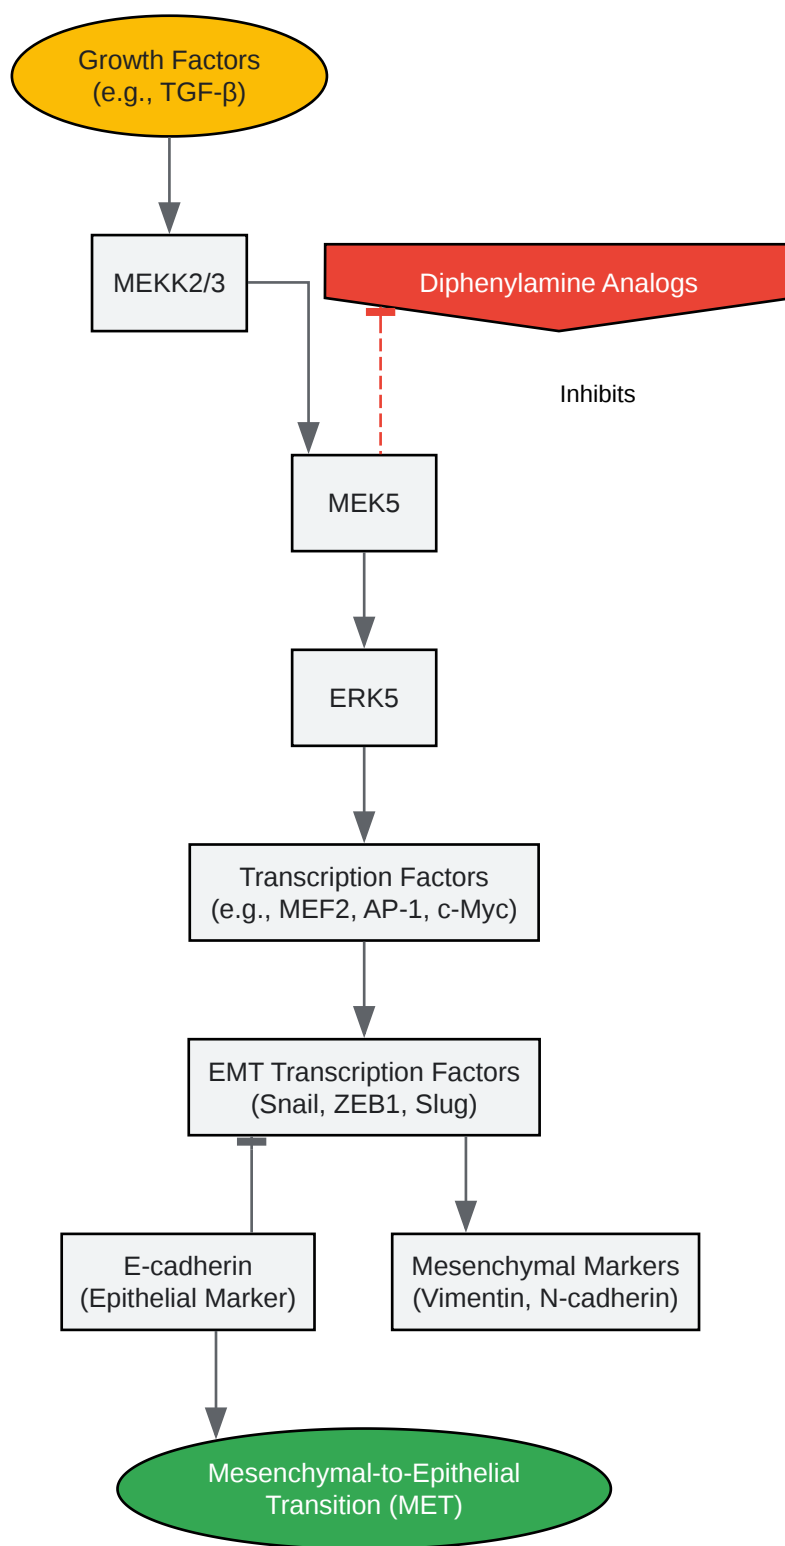 Growth Factors
(e.g., TGF-β)
MEKK2/3
Diphenylamine Analogs
Inhibits
MEK5
ERK5
Transcription Factors
(e.g., MEF2, AP-1, c-Myc)
EMT Transcription Factors
(Snail, ZEB1, Slug)
E-cadherin
(Epithelial Marker)
Mesenchymal Markers
(Vimentin, N-cadherin)
Mesenchymal-to-Epithelial
Transition (MET)